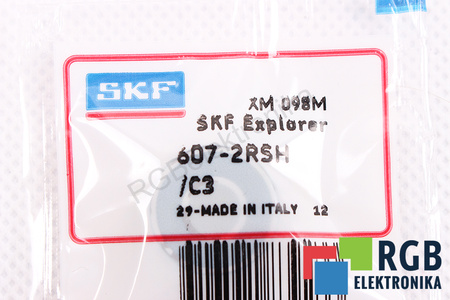 SKF
XM 098M
SKF Explorer
607-2RSH
/C3
29-MADE IN ITALY 12
RGB
ELEKTRONIKA